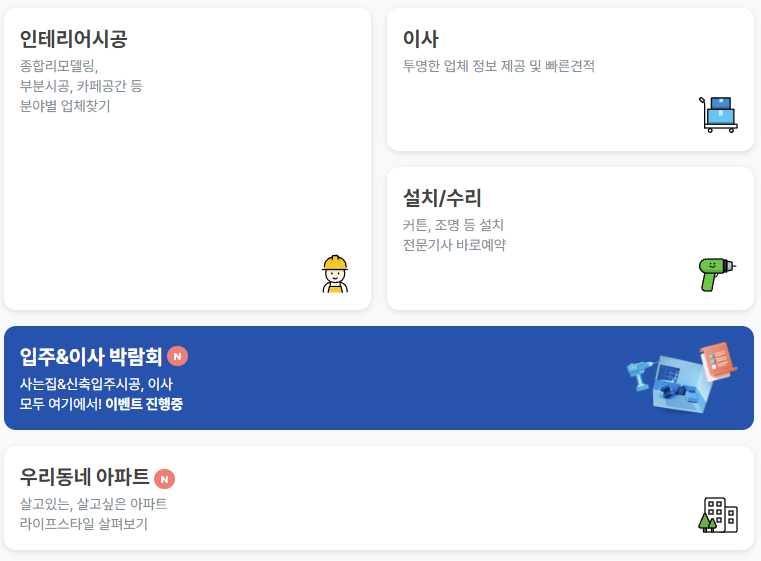 인테리어시공
종합리모델링,
부분시공, 카페공간 등
분야별 업체찾기
이사
투명한 업체 정보 제공 및 빠른견적
설치/수리
커튼, 조명 등 설치
전문기사 바로예약
입주&이사 박람회 N
사는집&신축입주시공, 이사
모두 여기에서! 이벤트 진행중
우리동네 아파트 N
살고있는, 살고싶은 아파트
라이프스타일 살펴보기